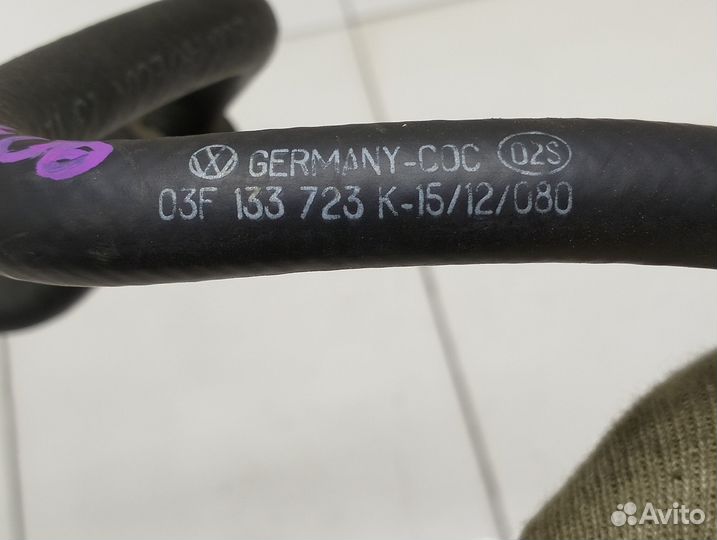 GERMANY-COC 02S
03F 133 723 K-15/12/080
Avito